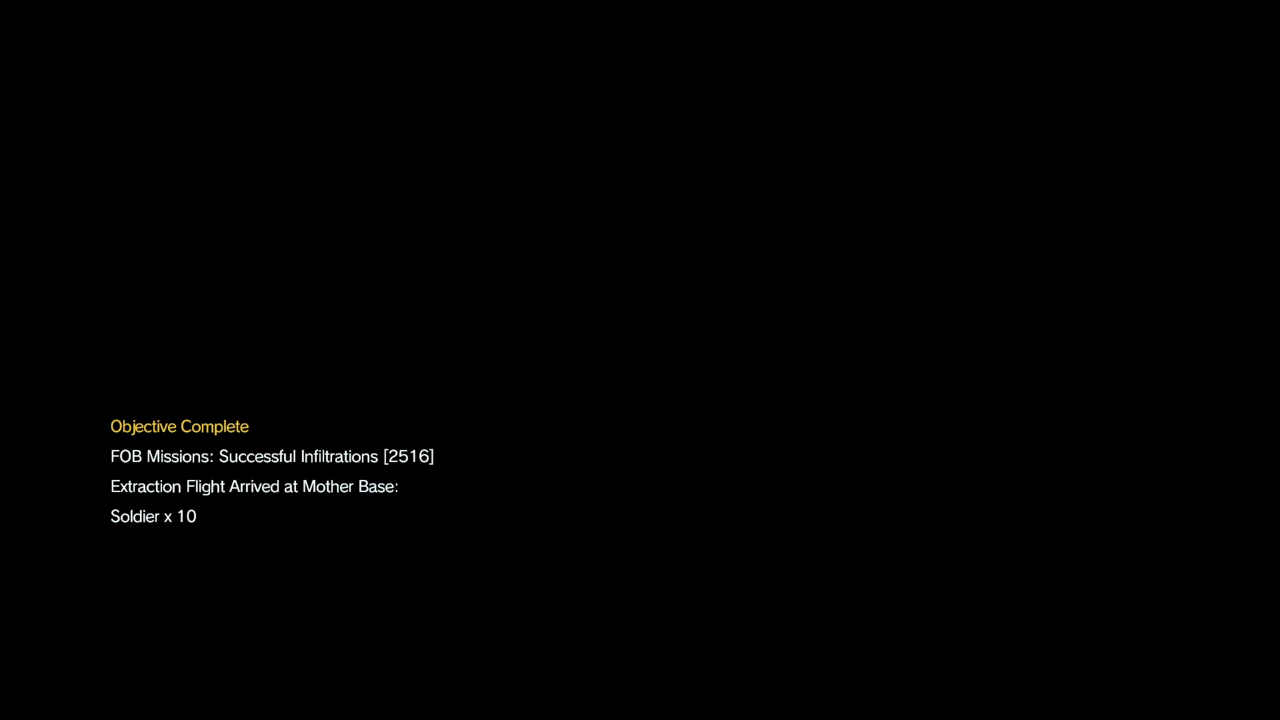 Objective Complete
FOB Missions: Successful Infiltrations [2516]
Extraction Flight Arrived at Mother Base:
Soldier x 10